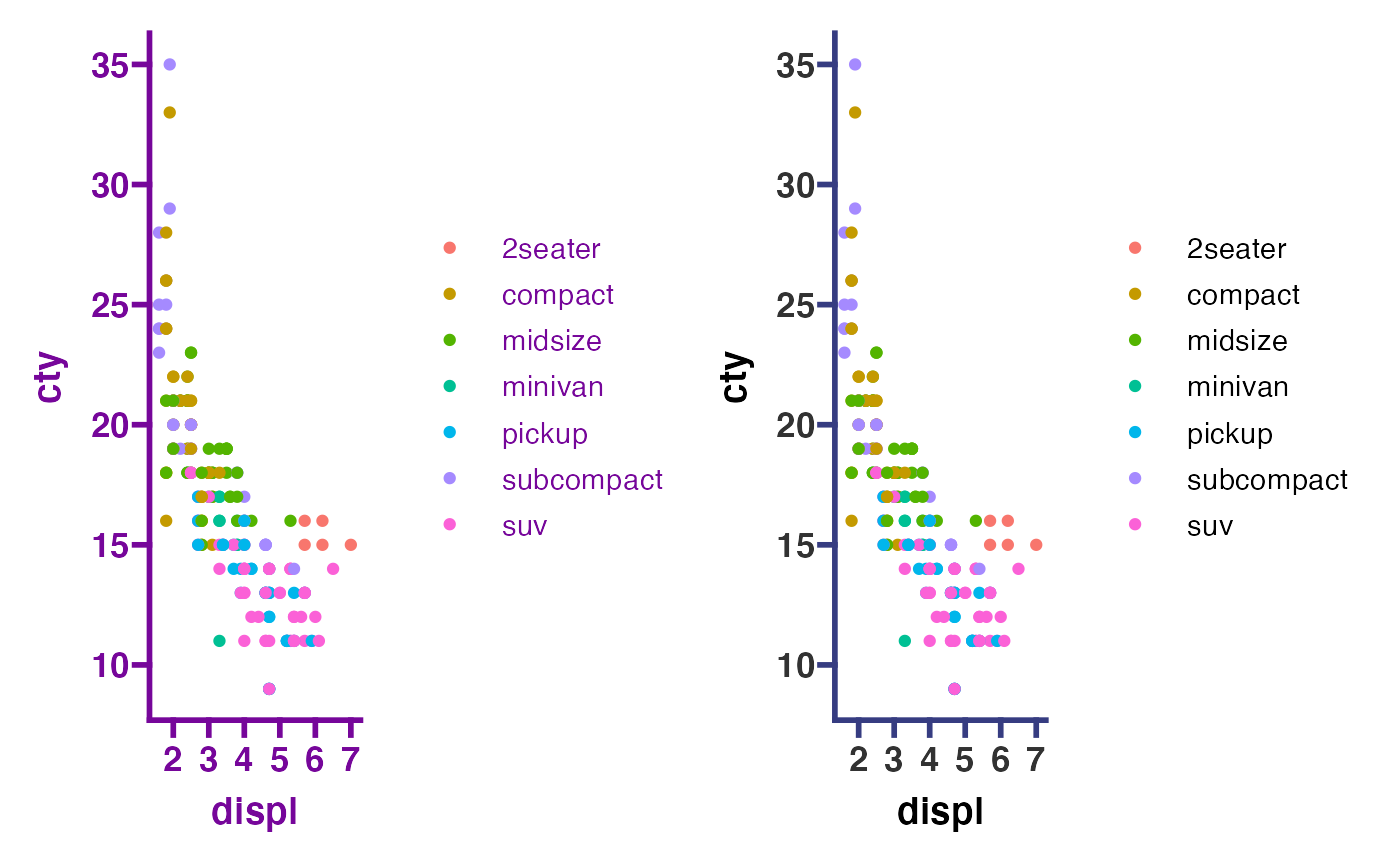 35
30
25
20
15
10
cty
2 3 4 5 6 7
displ
2seater
compact
midsize
minivan
pickup
subcompact
suv
35
30
25
20
15
10
cty
2 3 4 5 6 7
displ
2seater
compact
midsize
minivan
pickup
subcompact
suv